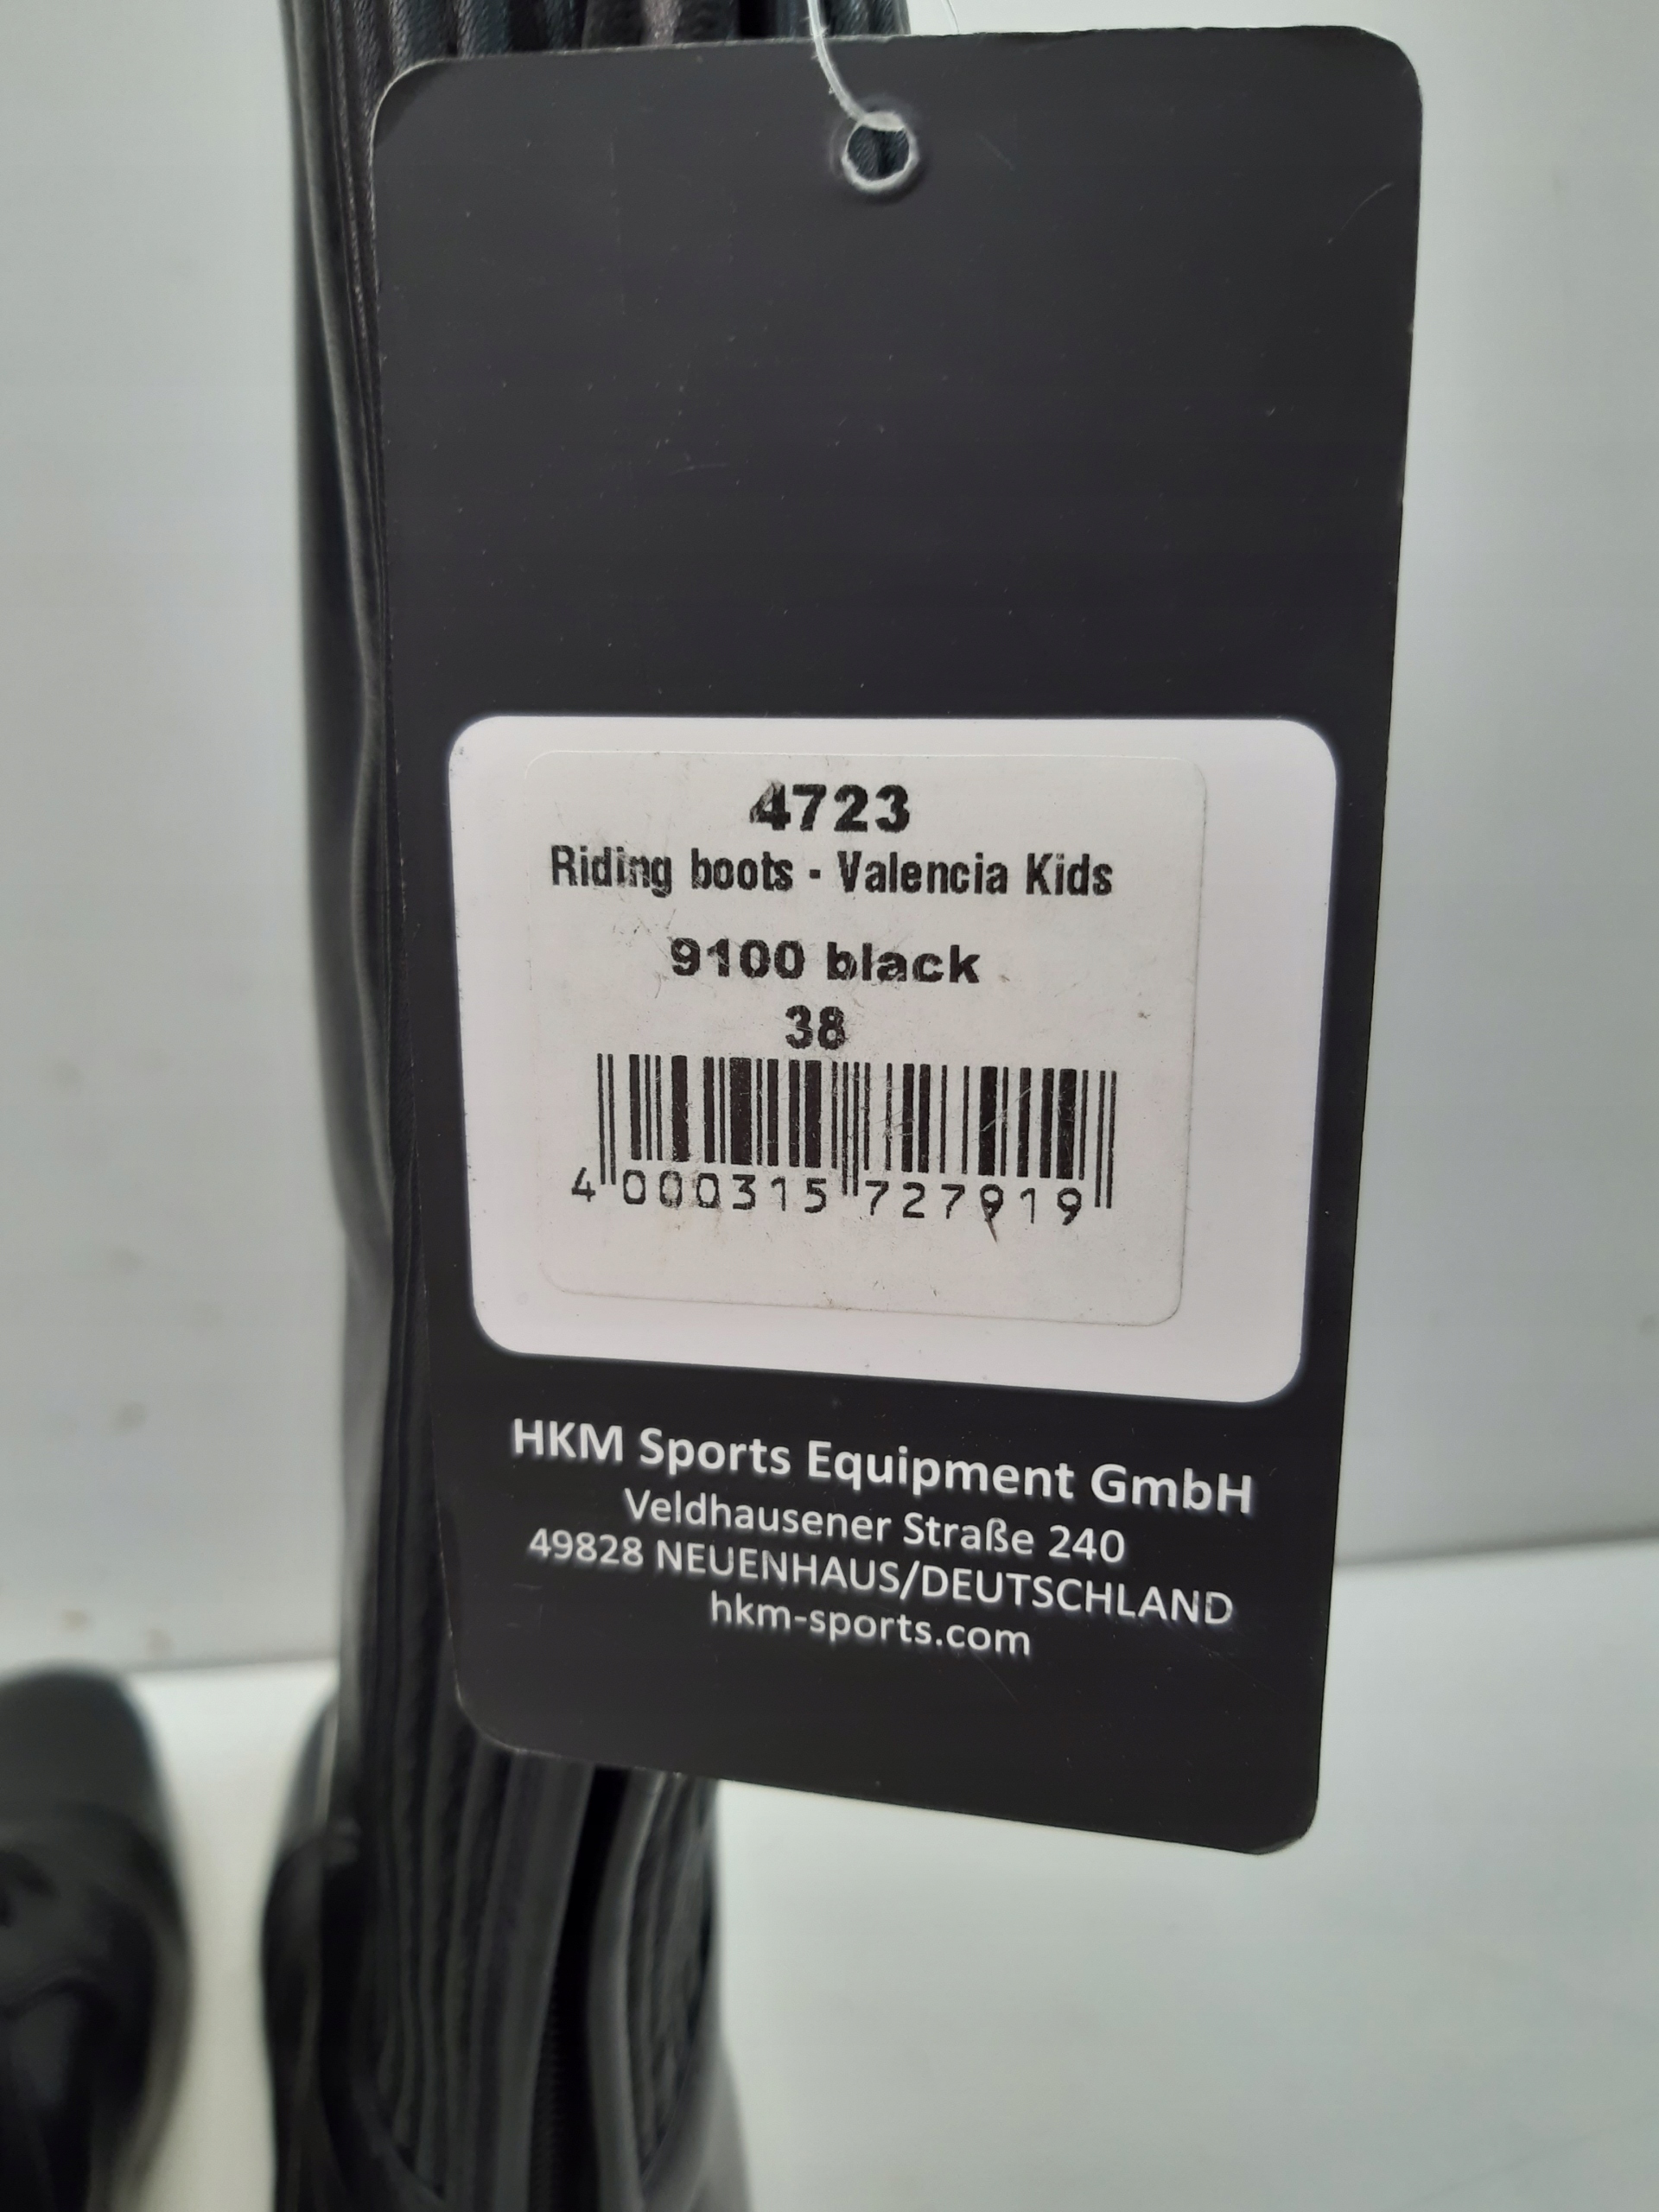 4723
Riding boots - Valencia Kids
9100 black
38
4 000315 727919
HKM Sports Equipment GmbH
Veldhausener Straße 240
49828 NEUENHAUS/DEUTSCHLAND
hkm-sports.com